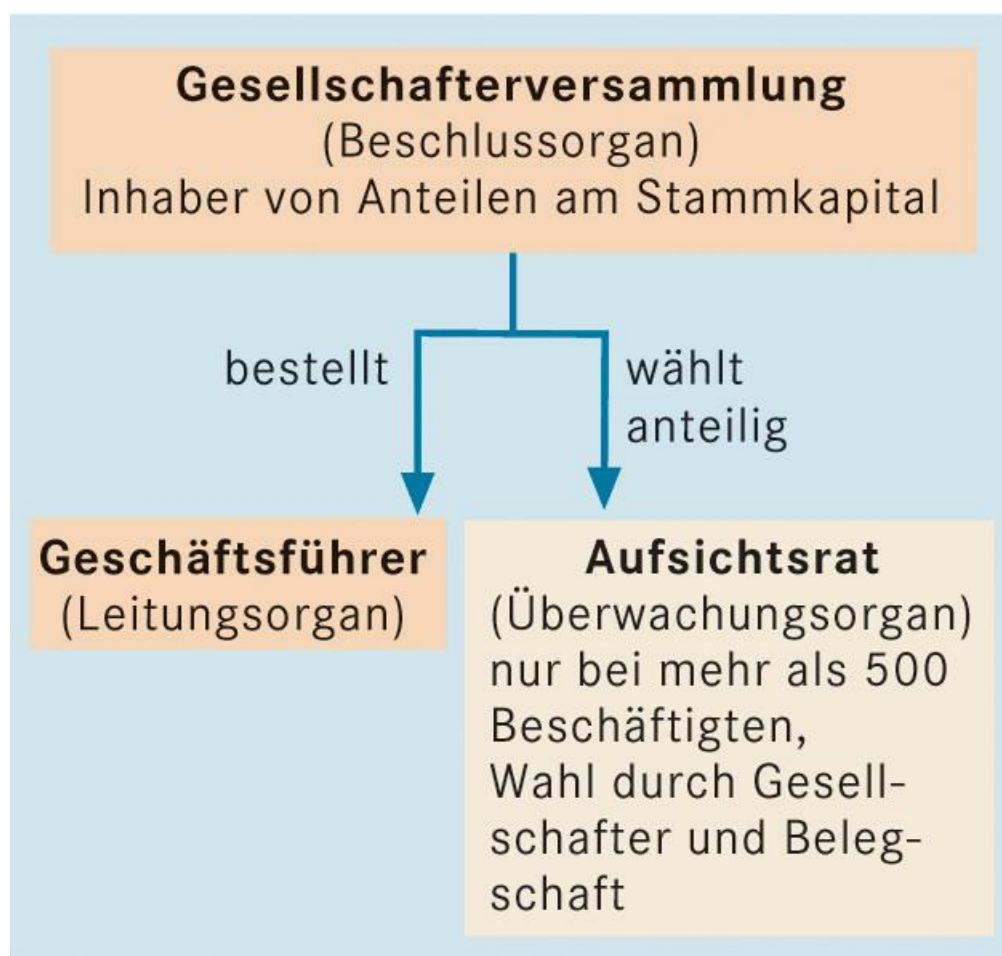 Gesellschafterversammlung
(Beschlussorgan)
Inhaber von Anteilen am Stammkapital
bestellt
wählt
anteilig
Geschäftsführer
(Leitungsorgan)
Aufsichtsrat
(Überwachungsorgan)
nur bei mehr als 500
Beschäftigten,
Wahl durch Gesell-
schafter und Beleg-
schaft